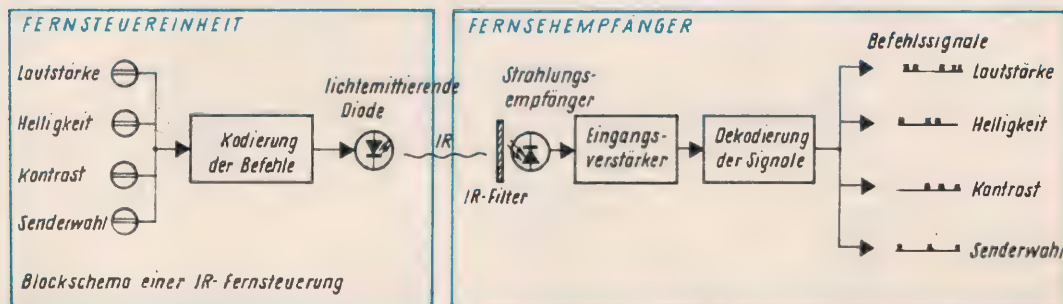 FERNSTEUEREINHEIT
Lautstärke
Helligkeit
Kontrast
Senderwahl
Kodierung
der Befehle
lichtemittierende
Diode
IR
Blockschema einer IR-Fernsteuerung
FERNSEHEMPFÄNGER
Strahlungs-
empfänger
IR-Filter
Eingangs-
verstärker
Dekodierung
der Signale
Befehlssignale
Lautstärke
Helligkeit
Kontrast
Senderwahl